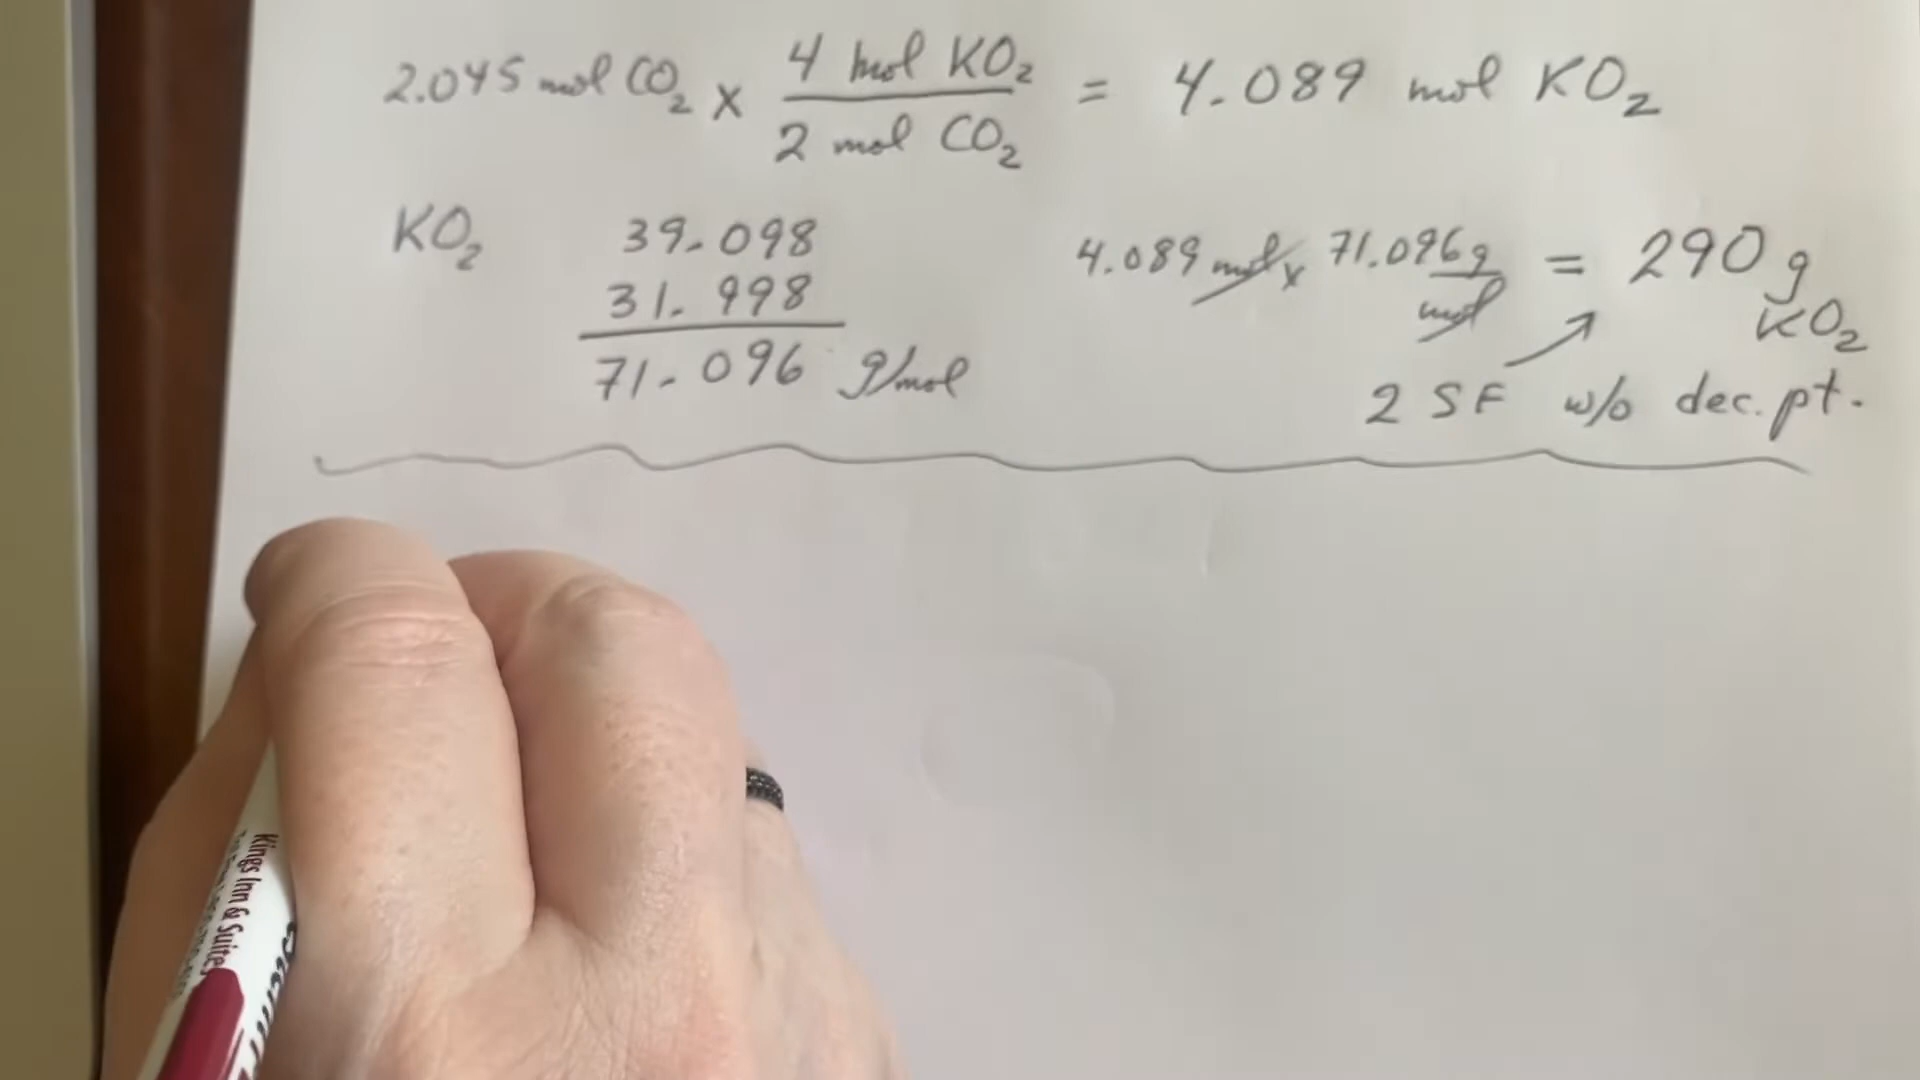 2.045 mol CO₂ x 4 mol KO₂ / 2 mol CO₂ = 4.089 mol KO₂
KO₂ 39.098
31.998
71.096 g/mol
4.089 mol x 71.096 g / mol = 290 g KO₂
2 SF w/o dec. pt.
Kings Inn & Suites